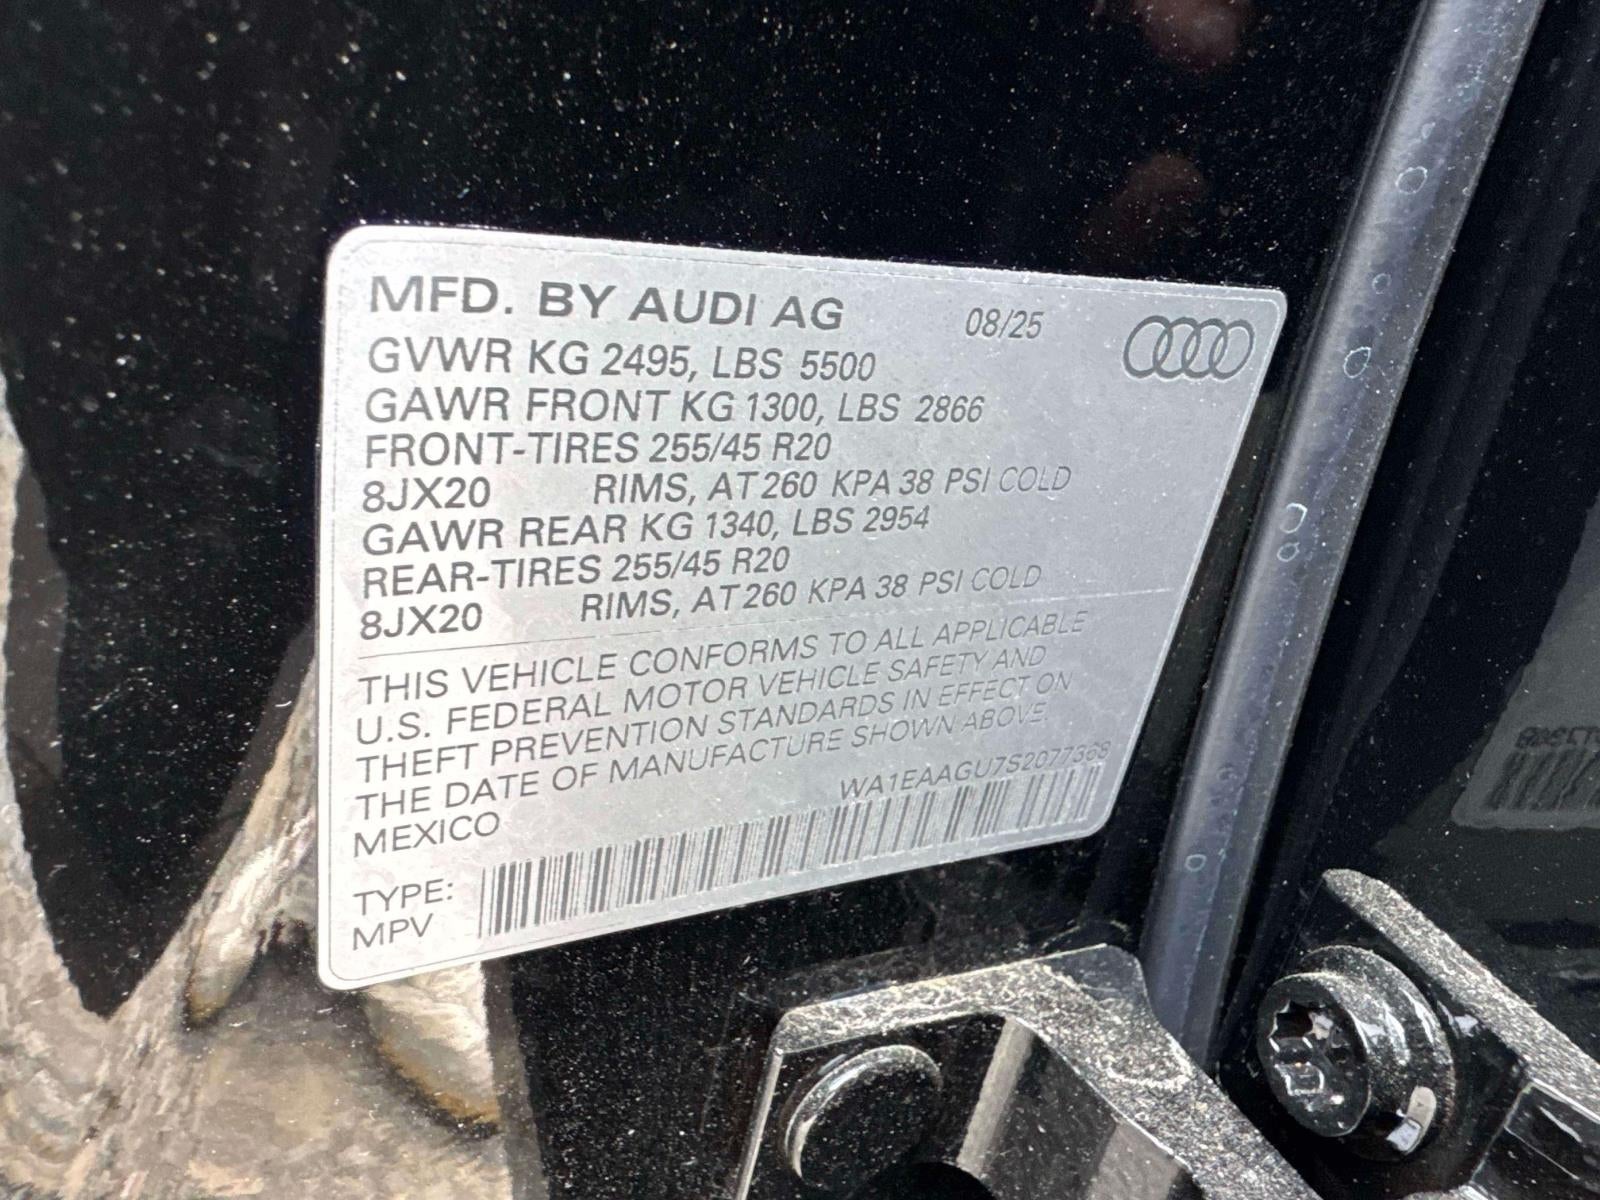 MFD. BY AUDI AG 08/25
GVWR KG 2495, LBS 5500
GAWR FRONT KG 1300, LBS 2866
FRONT-TIRES 255/45 R20
8JX20 RIMS, AT 260 KPA 38 PSI COLD
GAWR REAR KG 1340, LBS 2954
REAR-TIRES 255/45 R20
8JX20 RIMS, AT 260 KPA 38 PSI COLD
THIS VEHICLE CONFORMS TO ALL APPLICABLE
U.S. FEDERAL MOTOR VEHICLE SAFETY AND
THEFT PREVENTION STANDARDS IN EFFECT ON
THE DATE OF MANUFACTURE SHOWN ABOVE.
MEXICO WA1EAAGU7S2077368
TYPE:
MPV